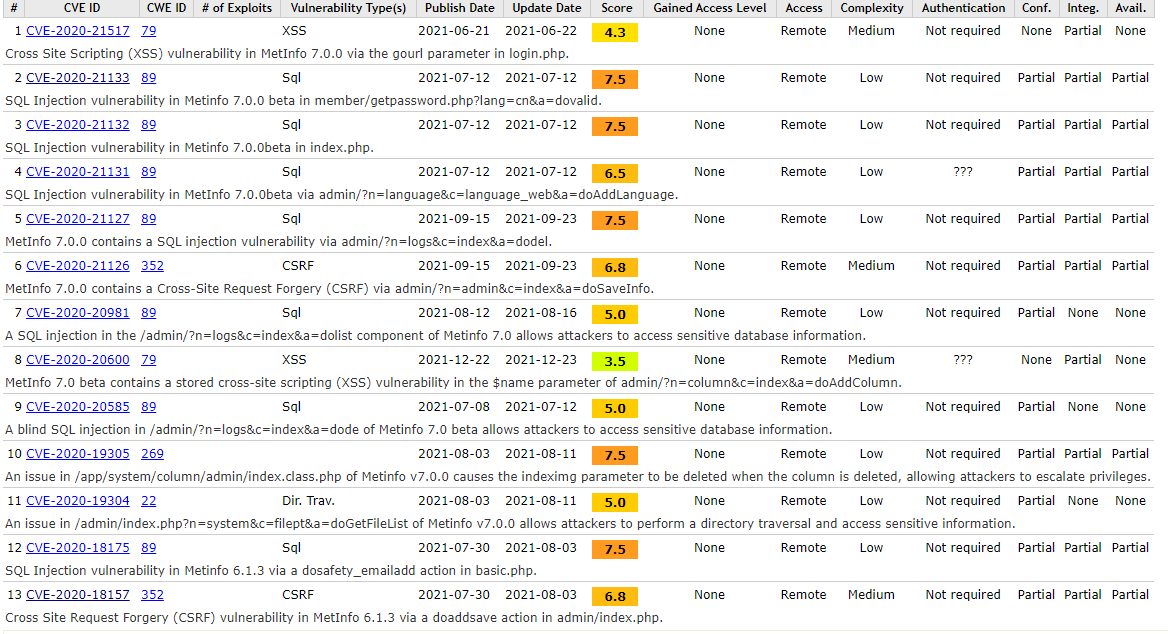 # CVE ID CWE ID # of Exploits Vulnerability Type(s) Publish Date Update Date Score Gained Access Level Access Complexity Authentication Conf. Integ. Avail.
1 CVE-2020-21517 79 XSS 2021-06-21 2021-06-22 4.3 None Remote Medium Not required None Partial None
Cross Site Scripting (XSS) vulnerability in MetInfo 7.0.0 via the gourl parameter in login.php.
2 CVE-2020-21133 89 Sql 2021-07-12 2021-07-12 7.5 None Remote Low Not required Partial Partial Partial
SQL Injection vulnerability in Metinfo 7.0.0 beta in member/getpassword.php?lang=cn&a=dovalid.
3 CVE-2020-21132 89 Sql 2021-07-12 2021-07-12 7.5 None Remote Low Not required Partial Partial Partial
SQL Injection vulnerability in Metinfo 7.0.0beta in index.php.
4 CVE-2020-21131 89 Sql 2021-07-12 2021-07-12 6.5 None Remote Low ??? Partial Partial Partial
SQL Injection vulnerability in MetInfo 7.0.0beta via admin/?n=language&c=language_web&a=doAddLanguage.
5 CVE-2020-21127 89 Sql 2021-09-15 2021-09-23 7.5 None Remote Low Not required Partial Partial Partial
MetInfo 7.0.0 contains a SQL injection vulnerability via admin/?n=logs&c=index&a=dodel.
6 CVE-2020-21126 352 CSRF 2021-09-15 2021-09-23 6.8 None Remote Medium Not required Partial Partial Partial
MetInfo 7.0.0 contains a Cross-Site Request Forgery (CSRF) via admin/?n=admin&c=index&a=doSaveInfo.
7 CVE-2020-20981 89 Sql 2021-08-12 2021-08-16 5.0 None Remote Low Not required Partial None None
A SQL injection in the /admin/?n=logs&c=index&a=dolist component of Metinfo 7.0 allows attackers to access sensitive database information.
8 CVE-2020-20600 79 XSS 2021-12-22 2021-12-23 3.5 None Remote Medium ??? None Partial None
MetInfo 7.0 beta contains a stored cross-site scripting (XSS) vulnerability in the $name parameter of admin/?n=column&c=index&a=doAddColumn.
9 CVE-2020-20585 89 Sql 2021-07-08 2021-07-12 5.0 None Remote Low Not required Partial None None
A blind SQL injection in /admin/?n=logs&c=index&a=dode of Metinfo 7.0 beta allows attackers to access sensitive database information.
10 CVE-2020-19305 269 2021-08-03 2021-08-11 7.5 None Remote Low Not required Partial Partial Partial
An issue in /app/system/column/admin/index.class.php of Metinfo v7.0.0 causes the indeximg parameter to be deleted when the column is deleted, allowing attackers to escalate privileges.
11 CVE-2020-19304 22 Dir. Trav. 2021-08-03 2021-08-11 5.0 None Remote Low Not required Partial None None
An issue in /admin/index.php?n=system&c=filept&a=doGetFileList of Metinfo v7.0.0 allows attackers to perform a directory traversal and access sensitive information.
12 CVE-2020-18175 89 Sql 2021-07-30 2021-08-03 7.5 None Remote Low Not required Partial Partial Partial
SQL Injection vulnerability in Metinfo 6.1.3 via a dosafety_emailadd action in basic.php.
13 CVE-2020-18157 352 CSRF 2021-07-30 2021-08-03 6.8 None Remote Medium Not required Partial Partial Partial
Cross Site Request Forgery (CSRF) vulnerability in MetInfo 6.1.3 via a doaddsave action in admin/index.php.